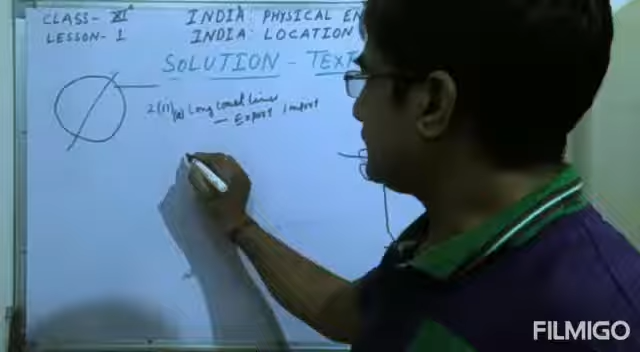 CLASS- XI
INDIA PHYSICAL EN
LESSON- 1
INDIA LOCATION
SOLUTION - TEXT
2(ii)(a) Long coast line
— Export import
FILMIGO